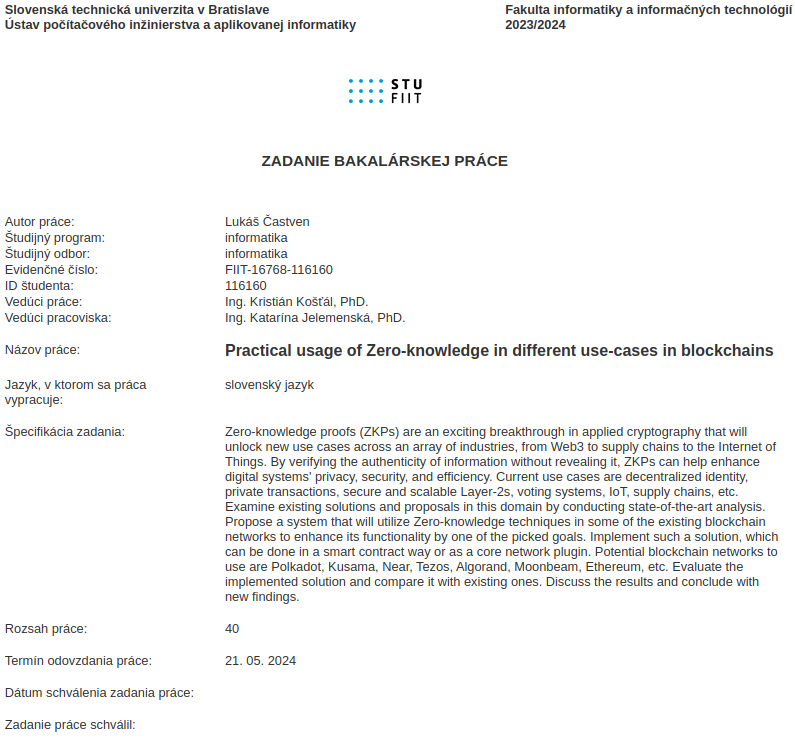 Slovenská technická univerzita v Bratislave
Ústav počítačového inžinierstva a aplikovanej informatiky
Fakulta informatiky a informačných technológií
2023/2024
STU
FIIT
ZADANIE BAKALÁRSKEJ PRÁCE
Autor práce: Lukáš Častven
Študijný program: informatika
Študijný odbor: informatika
Evidenčné číslo: FIIT-16768-116160
ID študenta: 116160
Vedúci práce: Ing. Kristián Košťál, PhD.
Vedúci pracoviska: Ing. Katarína Jelemenská, PhD.
Názov práce: Practical usage of Zero-knowledge in different use-cases in blockchains
Jazyk, v ktorom sa práca vypracuje: slovenský jazyk
Špecifikácia zadania: Zero-knowledge proofs (ZKPs) are an exciting breakthrough in applied cryptography that will
unlock new use cases across an array of industries, from Web3 to supply chains to the Internet of
Things. By verifying the authenticity of information without revealing it, ZKPs can help enhance
digital systems' privacy, security, and efficiency. Current use cases are decentralized identity,
private transactions, secure and scalable Layer-2s, voting systems, IoT, supply chains, etc.
Examine existing solutions and proposals in this domain by conducting state-of-the-art analysis.
Propose a system that will utilize Zero-knowledge techniques in some of the existing blockchain
networks to enhance its functionality by one of the picked goals. Implement such a solution, which
can be done in a smart contract way or as a core network plugin. Potential blockchain networks to
use are Polkadot, Kusama, Near, Tezos, Algorand, Moonbeam, Ethereum, etc. Evaluate the
implemented solution and compare it with existing ones. Discuss the results and conclude with
new findings.
Rozsah práce: 40
Termín odovzdania práce: 21. 05. 2024
Dátum schválenia zadania práce:
Zadanie práce schválil: